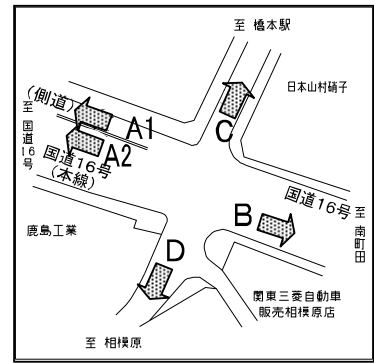 至 橋本駅
日本山村硝子
(側道)
A1
至 国道16号
A2
国道16号
(本線)
C
国道16号
B
至 南町田
鹿島工業
D
関東三菱自動車
販売相模原店
至 相模原